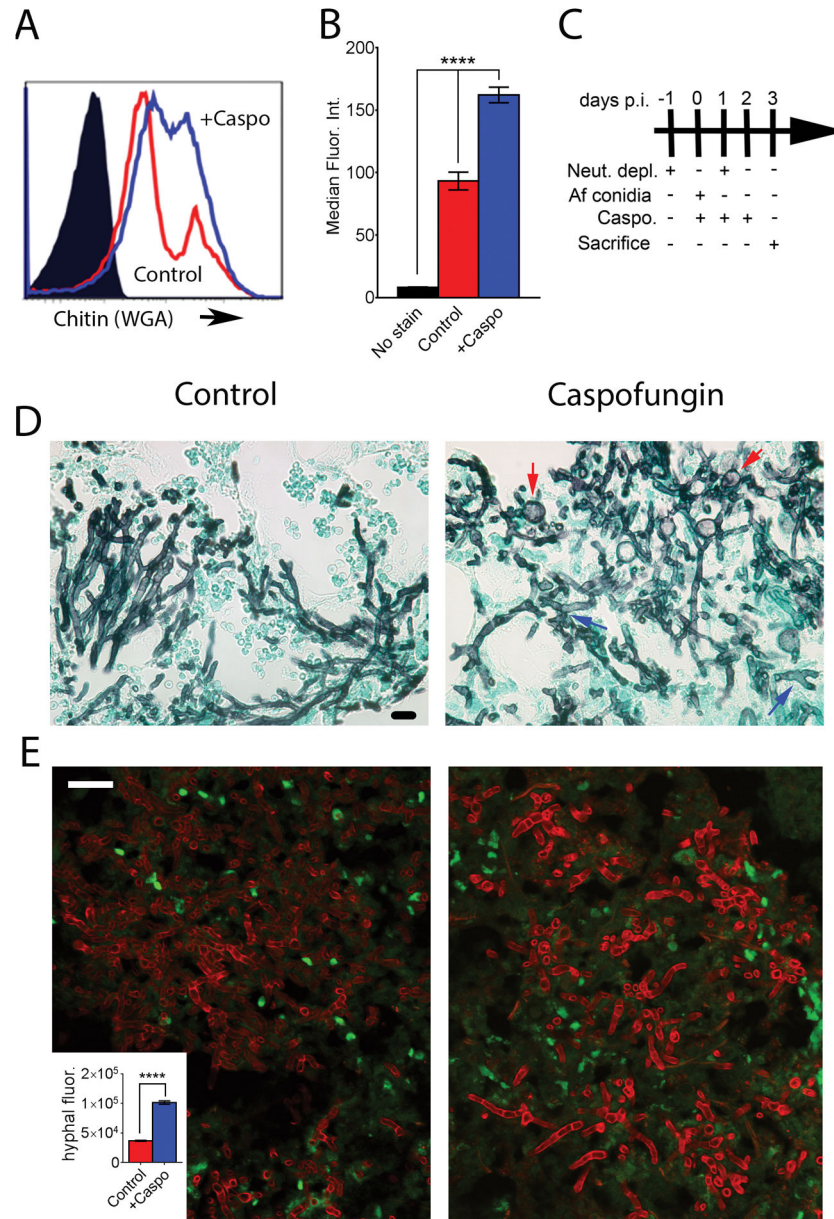 A
+Caspo
Control
Chitin (WGA)
B
200
150
100
50
0
Median Fluor. Int.
****
No stain
Control
+Caspo
C
days p.i. -1 0 1 2 3
Neut. depl. + - + - -
Af conidia - + - - -
Caspo. - + + + -
Sacrifice - - - - +
Control
Caspofungin
D
E
2×10⁵
1×10⁵
5×10⁴
0
hyphal fluor.
****
Control
+Caspo